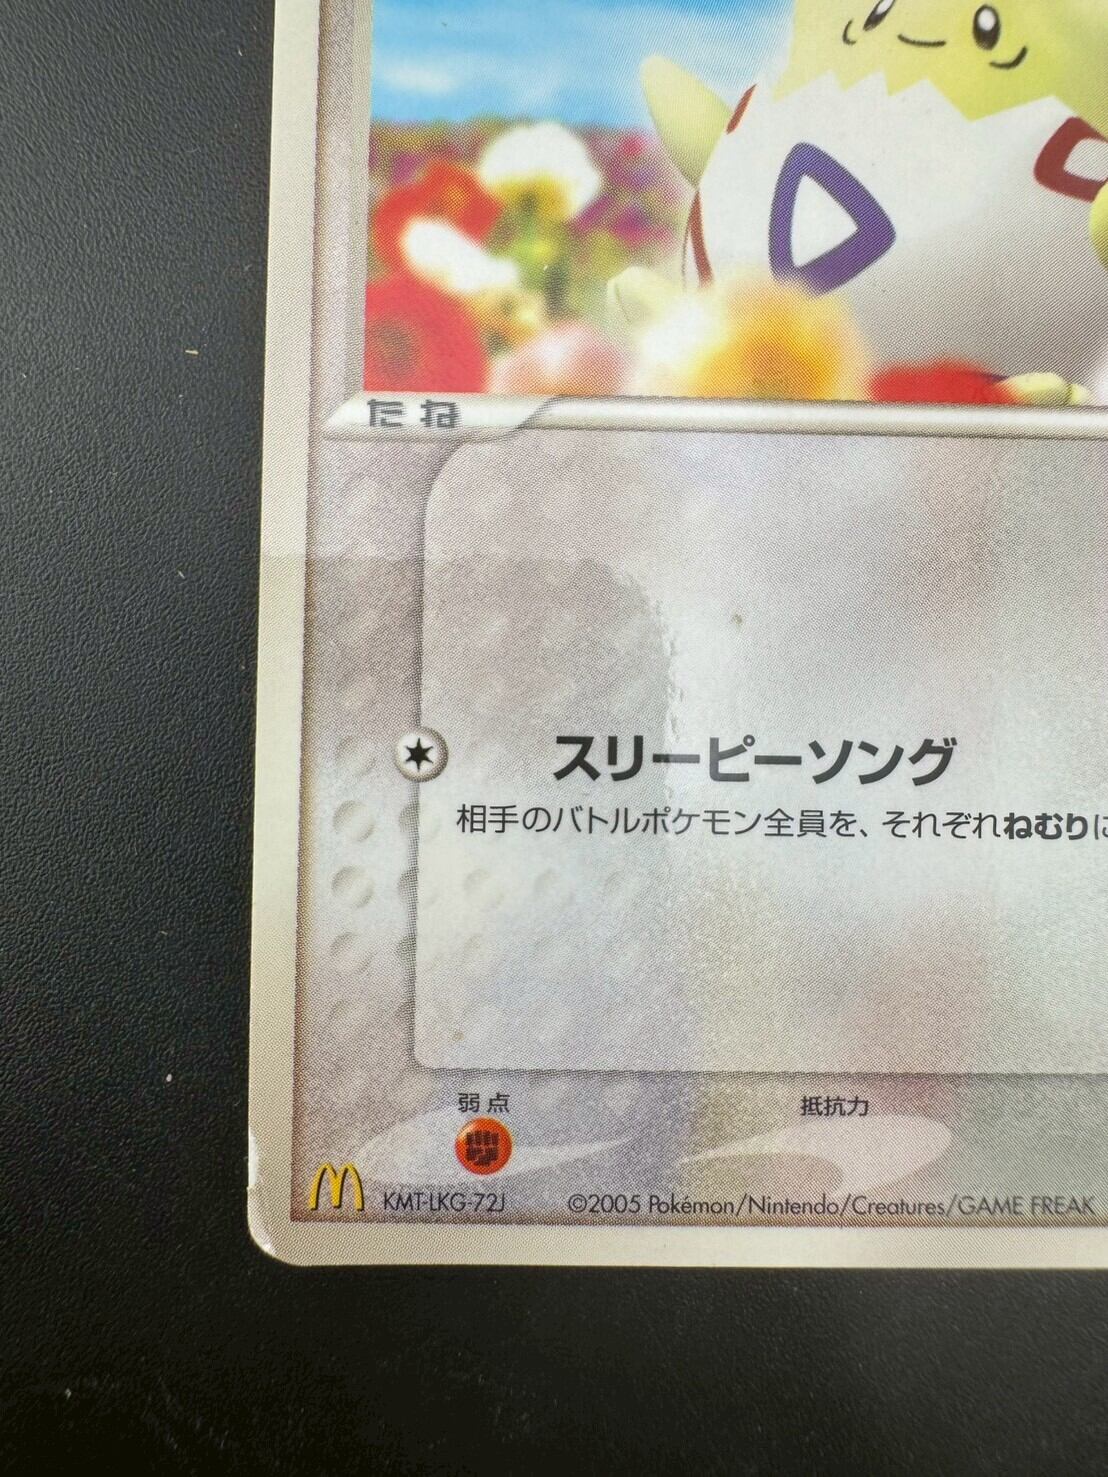 たね
スリーピーソング
相手のバトルポケモン全員を、それぞれねむりに
弱点
抵抗力
KMT-LKG-72J
©2005 Pokémon/Nintendo/Creatures/GAME FREAK